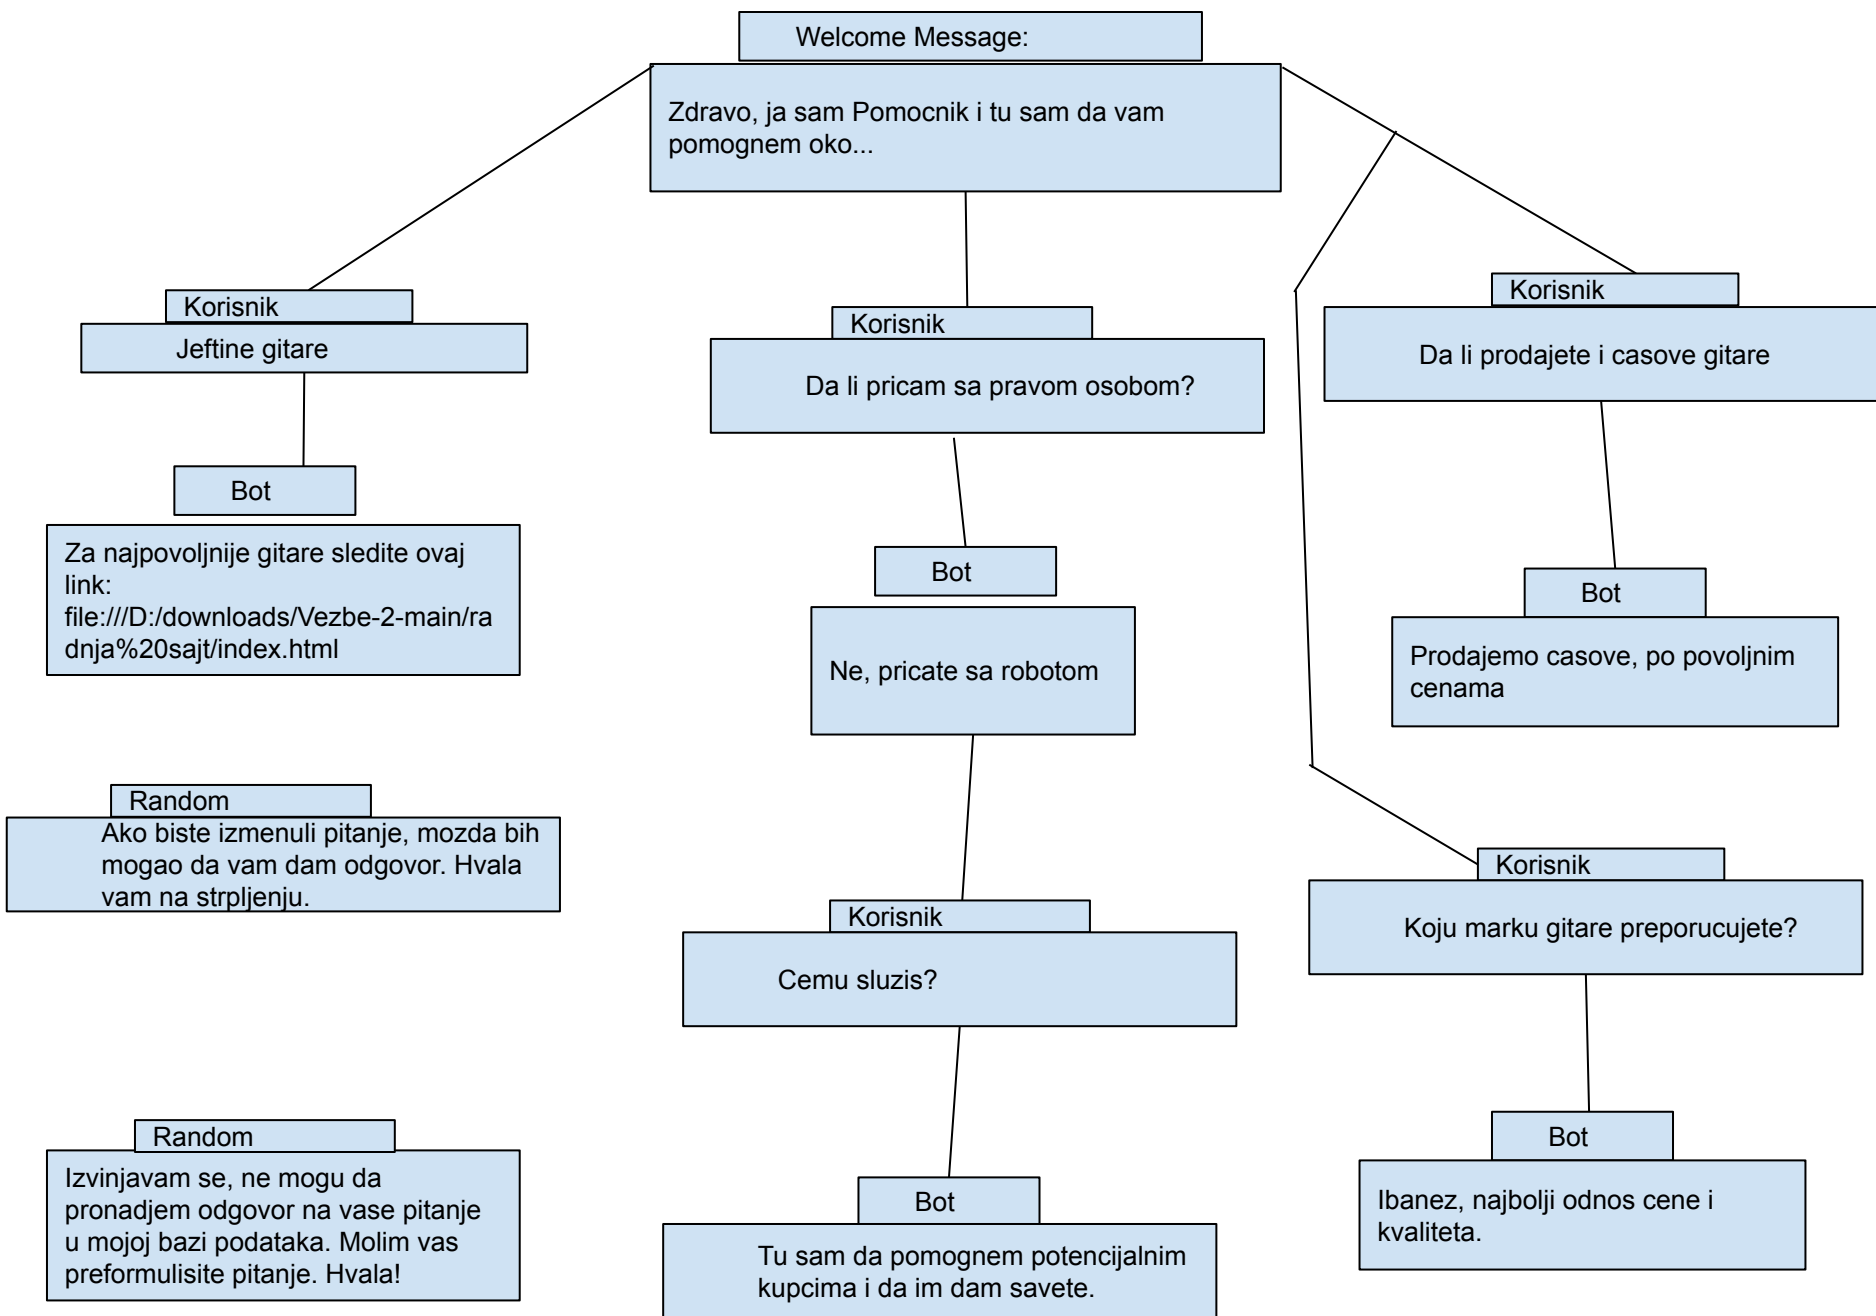 Welcome Message:
Zdravo, ja sam Pomocnik i tu sam da vam
pomognem oko...
Korisnik
Jeftine gitare
Bot
Za najpovoljnije gitare sledite ovaj
link:
file:///D:/downloads/Vezbe-2-main/ra
dnja%20sajt/index.html
Random
Ako biste izmenuli pitanje, mozda bih
mogao da vam dam odgovor. Hvala
vam na strpljenju.
Random
Izvinjavam se, ne mogu da
pronadjem odgovor na vase pitanje
u mojoj bazi podataka. Molim vas
preformulisite pitanje. Hvala!
Korisnik
Da li pricam sa pravom osobom?
Bot
Ne, pricate sa robotom
Korisnik
Cemu sluzis?
Bot
Tu sam da pomognem potencijalnim
kupcima i da im dam savete.
Korisnik
Da li prodajete i casove gitare
Bot
Prodajemo casove, po povoljnim
cenama
Korisnik
Koju marku gitare preporucujete?
Bot
Ibanez, najbolji odnos cene i
kvaliteta.